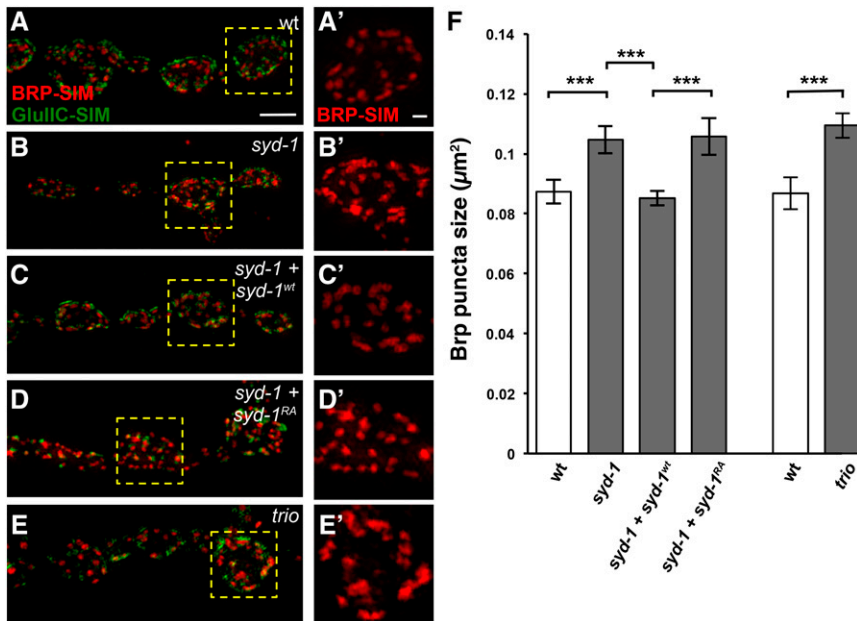 A
wt
BRP-SIM
GluIIC-SIM
A'
BRP-SIM
B
syd-1
B'
C
syd-1 +
syd-1wt
C'
D
syd-1 +
syd-1RA
D'
E
trio
E'
F
Brp puncta size (µm²)
0.14
0.12
0.1
0.08
0.06
0.04
0.02
0
***
***
***
***
wt
syd-1
syd-1 + syd-1wt
syd-1 + syd-1RA
wt
trio